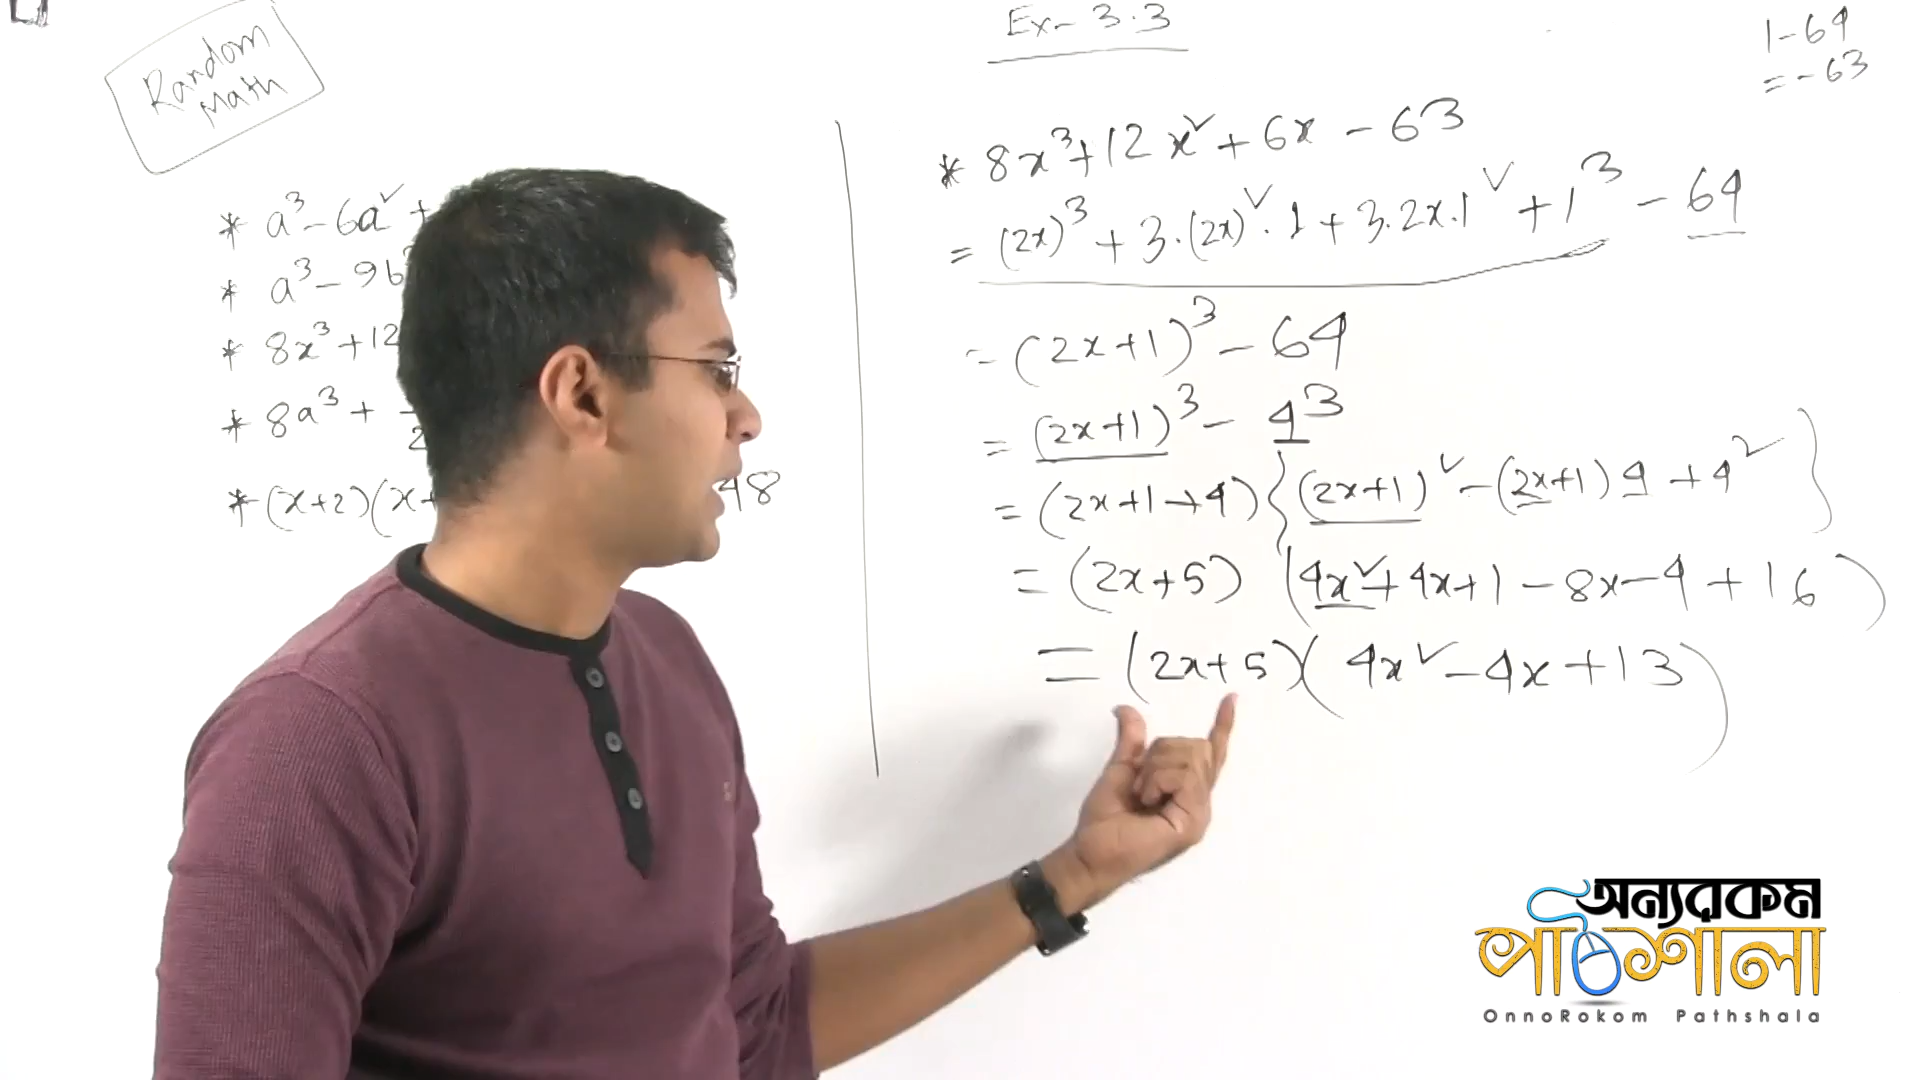 Random
Math
* a³ - 6a² +
* a³ - 9b
* 8x³ + 12
* 8a³ +
* (x+2)(x+ 48
Ex- 3.3
1-64
= -63
* 8x³ + 12x² + 6x - 63
= (2x)³ + 3.(2x)².1 + 3.2x.1² + 1³ - 64
= (2x+1)³ - 64
= (2x+1)³ - 4³
= (2x+1+4) {(2x+1)² - (2x+1)4 + 4²}
= (2x+5) (4x²+4x+1 - 8x - 4 + 16)
= (2x+5)(4x² - 4x + 13)
অন্যরকম
পাঠশালা
OnnoRokom Pathshala